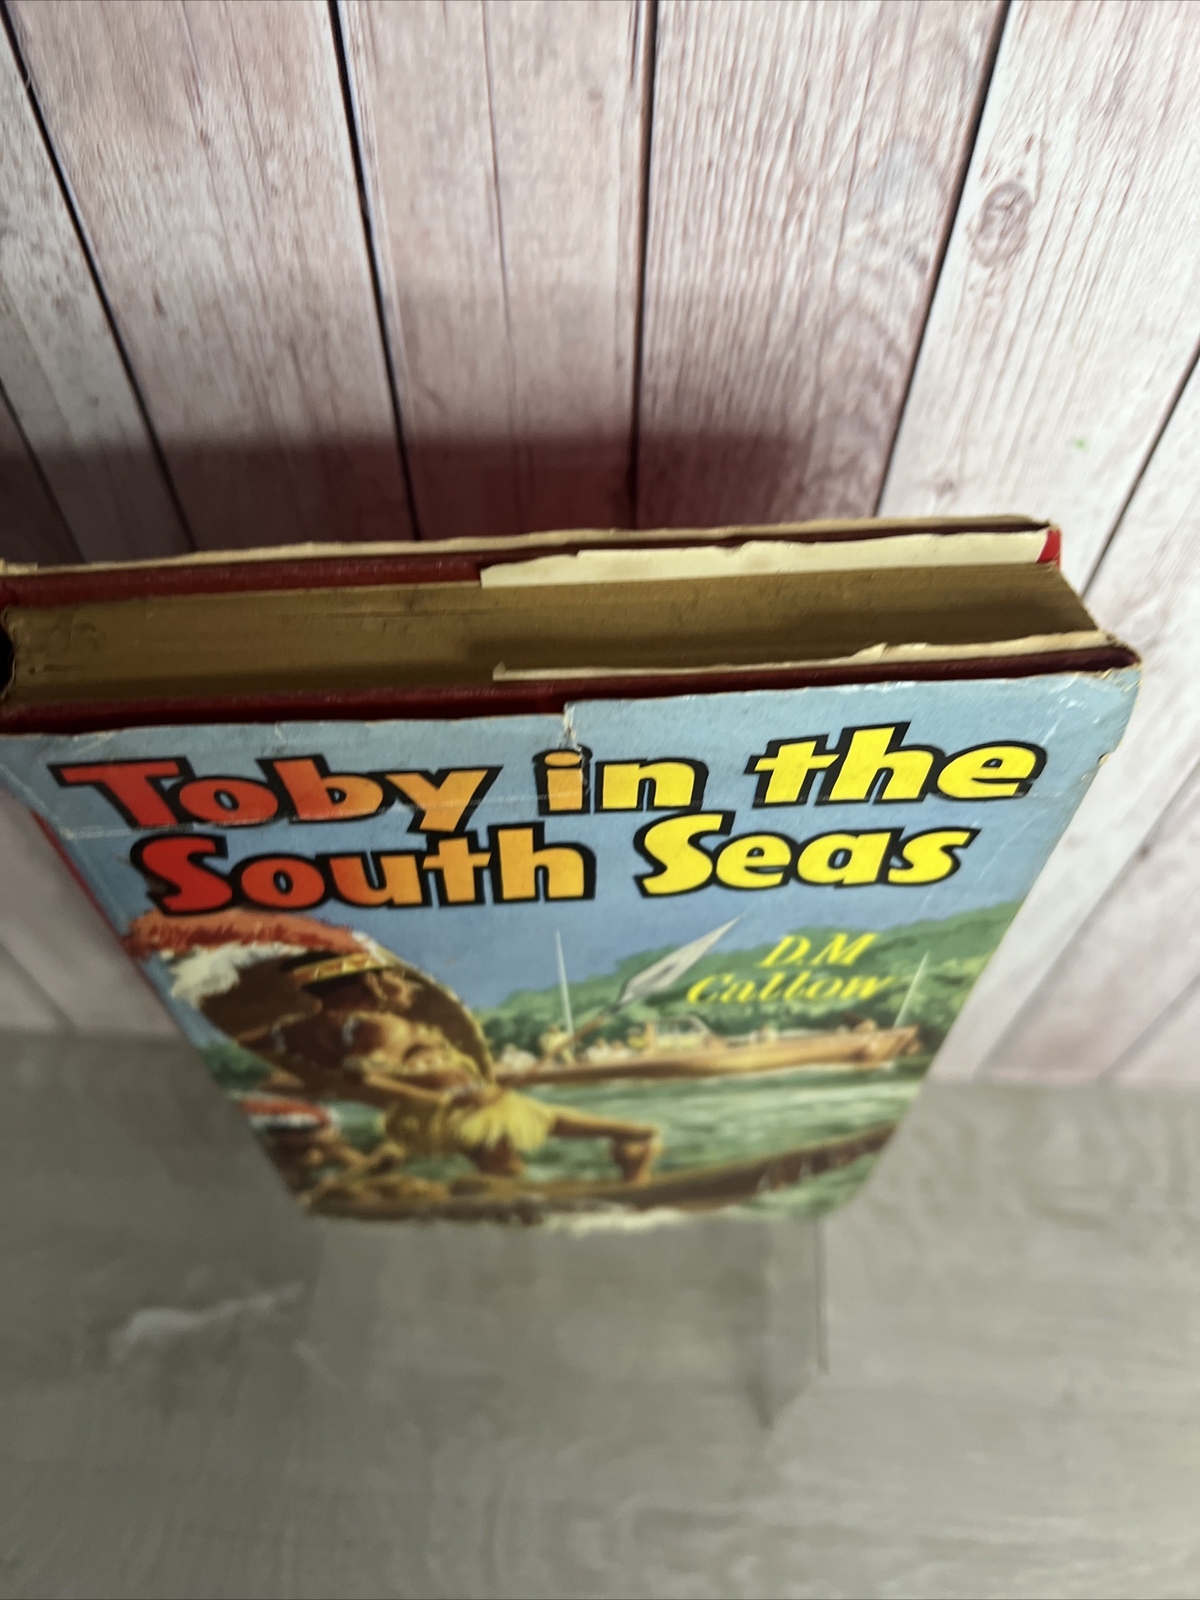 Toby in the
South Seas
D.M
Callow